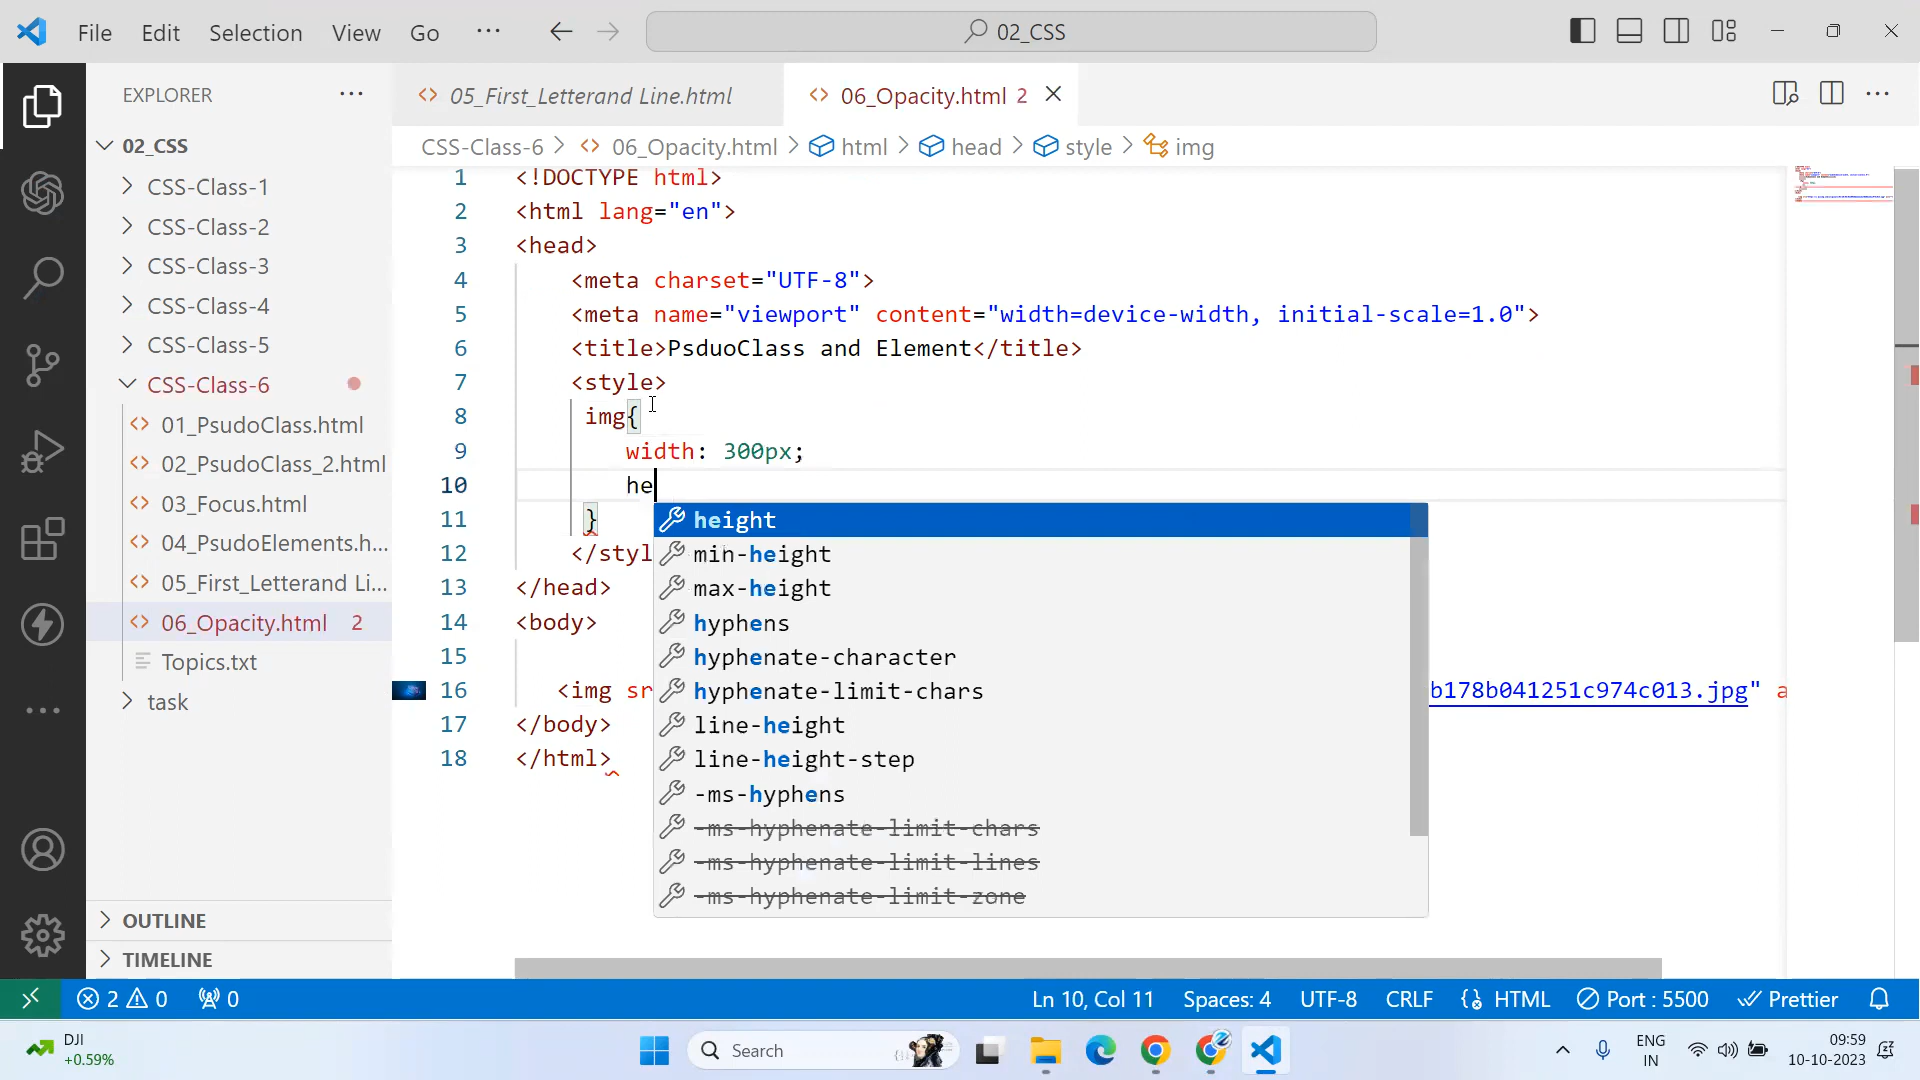 File Edit Selection View Go ··· 02_CSS
EXPLORER ···
02_CSS
CSS-Class-1
CSS-Class-2
CSS-Class-3
CSS-Class-4
CSS-Class-5
CSS-Class-6
01_PsudoClass.html
02_PsudoClass_2.html
03_Focus.html
04_PsudoElements.h...
05_First_Letterand Li...
06_Opacity.html 2
Topics.txt
task
OUTLINE
TIMELINE
05_First_Letterand Line.html 06_Opacity.html 2
CSS-Class-6 > 06_Opacity.html > html > head > style > img
1 <!DOCTYPE html>
2 <html lang="en">
3 <head>
4 <meta charset="UTF-8">
5 <meta name="viewport" content="width=device-width, initial-scale=1.0">
6 <title>PsduoClass and Element</title>
7 <style>
8 img{
9 width: 300px;
10 he
11 }
12 </styl
13 </head>
14 <body>
15
16 <img sr b178b041251c974c013.jpg" a
17 </body>
18 </html>
height
min-height
max-height
hyphens
hyphenate-character
hyphenate-limit-chars
line-height
line-height-step
-ms-hyphens
-ms-hyphenate-limit-chars
-ms-hyphenate-limit-lines
-ms-hyphenate-limit-zone
2 0 0 Ln 10, Col 11 Spaces: 4 UTF-8 CRLF HTML Port : 5500 Prettier
DJI
+0.59%
Search
ENG
IN
09:59
10-10-2023